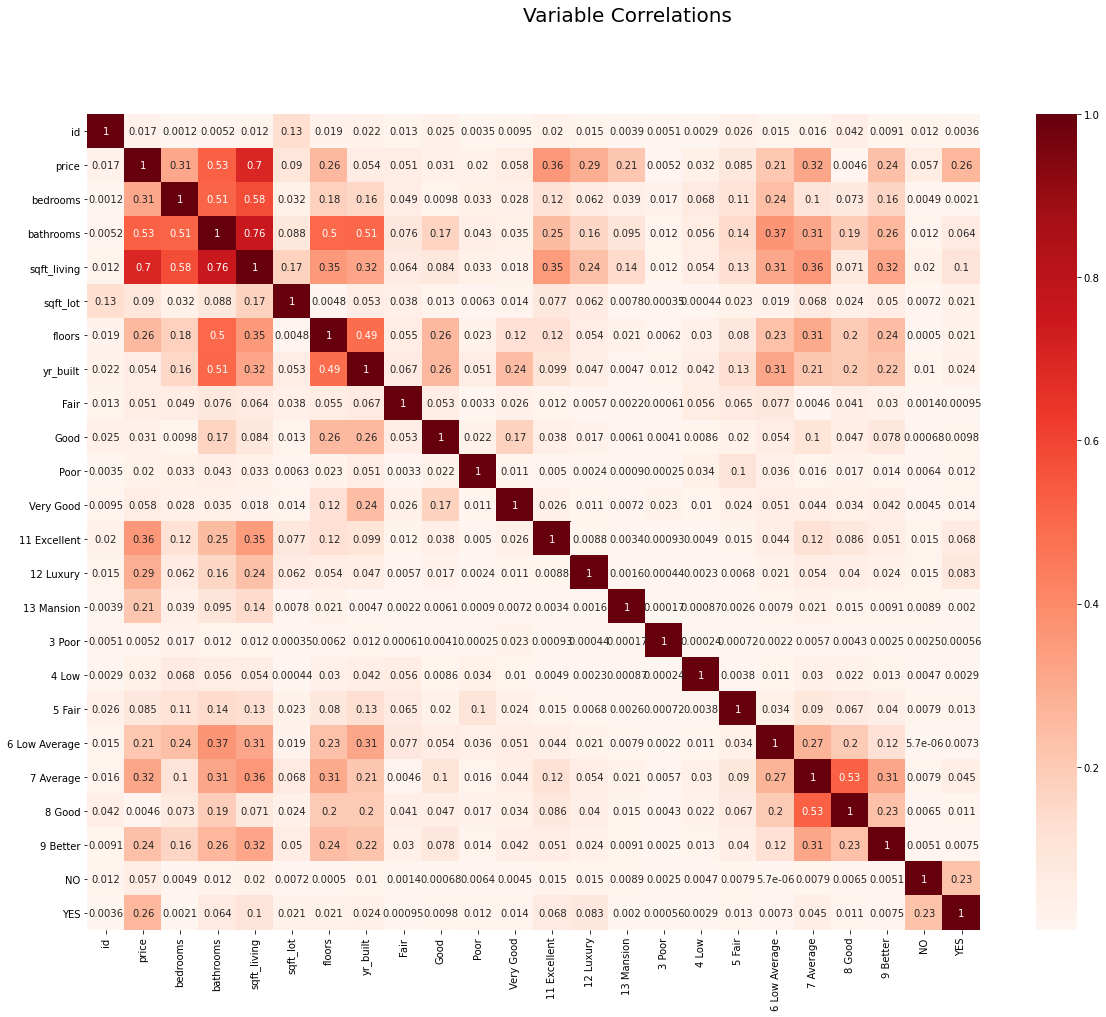 Variable Correlations
id 1 0.017 0.0012 0.0052 0.012 0.13 0.019 0.022 0.013 0.025 0.0035 0.0095 0.02 0.015 0.0039 0.0051 0.0029 0.026 0.015 0.016 0.042 0.0091 0.012 0.0036
price 0.017 1 0.31 0.53 0.7 0.09 0.26 0.054 0.051 0.031 0.02 0.058 0.36 0.29 0.21 0.0052 0.032 0.085 0.21 0.32 0.0046 0.24 0.057 0.26
bedrooms 0.0012 0.31 1 0.51 0.58 0.032 0.18 0.16 0.049 0.0098 0.033 0.028 0.12 0.062 0.039 0.017 0.068 0.11 0.24 0.1 0.073 0.16 0.0049 0.0021
bathrooms 0.0052 0.53 0.51 1 0.76 0.088 0.5 0.51 0.076 0.17 0.043 0.035 0.25 0.16 0.095 0.012 0.056 0.14 0.37 0.31 0.19 0.26 0.012 0.064
sqft_living 0.012 0.7 0.58 0.76 1 0.17 0.35 0.32 0.064 0.084 0.033 0.018 0.35 0.24 0.14 0.012 0.054 0.13 0.31 0.36 0.071 0.32 0.02 0.1
sqft_lot 0.13 0.09 0.032 0.088 0.17 1 0.0048 0.053 0.038 0.013 0.0063 0.014 0.077 0.062 0.0078 0.00035 0.00044 0.023 0.019 0.068 0.024 0.05 0.0072 0.021
floors 0.019 0.26 0.18 0.5 0.35 0.0048 1 0.49 0.055 0.26 0.023 0.12 0.12 0.054 0.021 0.0062 0.03 0.08 0.23 0.31 0.2 0.24 0.0005 0.021
yr_built 0.022 0.054 0.16 0.51 0.32 0.053 0.49 1 0.067 0.26 0.051 0.24 0.099 0.047 0.0047 0.012 0.042 0.13 0.31 0.21 0.2 0.22 0.01 0.024
Fair 0.013 0.051 0.049 0.076 0.064 0.038 0.055 0.067 1 0.053 0.0033 0.026 0.012 0.0057 0.0022 0.00061 0.056 0.065 0.077 0.0046 0.041 0.03 0.0014 0.00095
Good 0.025 0.031 0.0098 0.17 0.084 0.013 0.26 0.26 0.053 1 0.022 0.17 0.038 0.017 0.0061 0.0041 0.0086 0.02 0.054 0.1 0.047 0.078 0.00068 0.0098
Poor 0.0035 0.02 0.033 0.043 0.033 0.0063 0.023 0.051 0.0033 0.022 1 0.011 0.005 0.0024 0.0009 0.00025 0.034 0.1 0.036 0.016 0.017 0.014 0.0064 0.012
Very Good 0.0095 0.058 0.028 0.035 0.018 0.014 0.12 0.24 0.026 0.17 0.011 1 0.026 0.011 0.0072 0.023 0.01 0.024 0.051 0.044 0.034 0.042 0.0045 0.014
11 Excellent 0.02 0.36 0.12 0.25 0.35 0.077 0.12 0.099 0.012 0.038 0.005 0.026 1 0.0088 0.0034 0.00093 0.0049 0.015 0.044 0.12 0.086 0.051 0.015 0.068
12 Luxury 0.015 0.29 0.062 0.16 0.24 0.062 0.054 0.047 0.0057 0.017 0.0024 0.011 0.0088 1 0.0016 0.00044 0.0023 0.0068 0.021 0.054 0.04 0.024 0.015 0.083
13 Mansion 0.0039 0.21 0.039 0.095 0.14 0.0078 0.021 0.0047 0.0022 0.0061 0.0009 0.0072 0.0034 0.0016 1 0.00017 0.00087 0.0026 0.0079 0.021 0.015 0.0091 0.0089 0.002
3 Poor 0.0051 0.0052 0.017 0.012 0.012 0.00035 0.0062 0.012 0.00061 0.0041 0.00025 0.023 0.00093 0.00044 0.00017 1 0.00024 0.00072 0.0022 0.0057 0.0043 0.0025 0.0025 0.00056
4 Low 0.0029 0.032 0.068 0.056 0.054 0.00044 0.03 0.042 0.056 0.0086 0.034 0.01 0.0049 0.0023 0.00087 0.00024 1 0.0038 0.011 0.03 0.022 0.013 0.0047 0.0029
5 Fair 0.026 0.085 0.11 0.14 0.13 0.023 0.08 0.13 0.065 0.02 0.1 0.024 0.015 0.0068 0.0026 0.00072 0.0038 1 0.034 0.09 0.067 0.04 0.0079 0.013
6 Low Average 0.015 0.21 0.24 0.37 0.31 0.019 0.23 0.31 0.077 0.054 0.036 0.051 0.044 0.021 0.0079 0.0022 0.011 0.034 1 0.27 0.2 0.12 5.7e-06 0.0073
7 Average 0.016 0.32 0.1 0.31 0.36 0.068 0.31 0.21 0.0046 0.1 0.016 0.044 0.12 0.054 0.021 0.0057 0.03 0.09 0.27 1 0.53 0.31 0.0079 0.045
8 Good 0.042 0.0046 0.073 0.19 0.071 0.024 0.2 0.2 0.041 0.047 0.017 0.034 0.086 0.04 0.015 0.0043 0.022 0.067 0.2 0.53 1 0.23 0.0065 0.011
9 Better 0.0091 0.24 0.16 0.26 0.32 0.05 0.24 0.22 0.03 0.078 0.014 0.042 0.051 0.024 0.0091 0.0025 0.013 0.04 0.12 0.31 0.23 1 0.0051 0.0075
NO 0.012 0.057 0.0049 0.012 0.02 0.0072 0.0005 0.01 0.0014 0.00068 0.0064 0.0045 0.015 0.015 0.0089 0.0025 0.0047 0.0079 5.7e-06 0.0079 0.0065 0.0051 1 0.23
YES 0.0036 0.26 0.0021 0.064 0.1 0.021 0.021 0.024 0.00095 0.0098 0.012 0.014 0.068 0.083 0.002 0.00056 0.0029 0.013 0.0073 0.045 0.011 0.0075 0.23 1
id price bedrooms bathrooms sqft_living sqft_lot floors yr_built Fair Good Poor Very Good 11 Excellent 12 Luxury 13 Mansion 3 Poor 4 Low 5 Fair 6 Low Average 7 Average 8 Good 9 Better NO YES
1.0
0.8
0.6
0.4
0.2